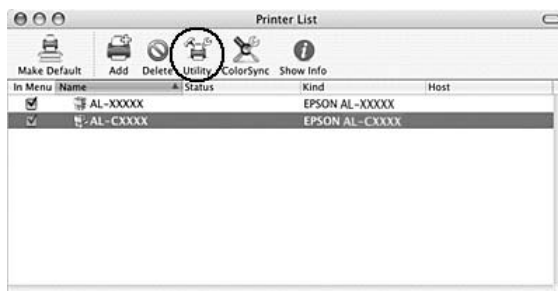 Printer List
Make Default Add Delete Utility ColorSync Show Info
In Menu Name Status Kind Host
AL-XXXXX EPSON AL-XXXXX
AL-CXXXX EPSON AL-CXXXX